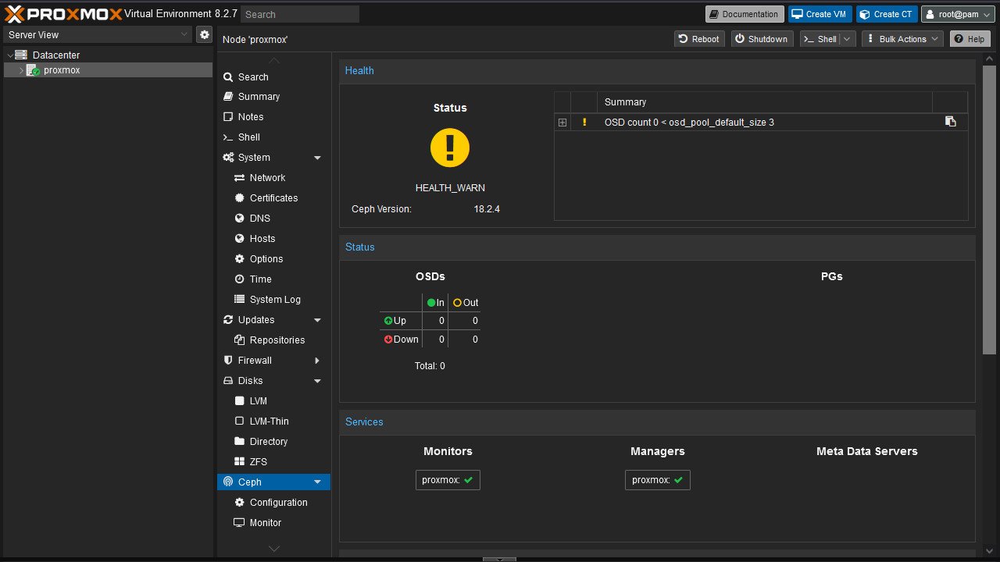 PROXMOX Virtual Environment 8.2.7 Search Documentation Create VM Create CT root@pam
Server View
Node 'proxmox' Reboot Shutdown Shell Bulk Actions Help
Datacenter
proxmox
Search
Summary
Notes
Shell
System
Network
Certificates
DNS
Hosts
Options
Time
System Log
Updates
Repositories
Firewall
Disks
LVM
LVM-Thin
Directory
ZFS
Ceph
Configuration
Monitor
Health
Status
HEALTH_WARN
Ceph Version: 18.2.4
Summary
OSD count 0 < osd_pool_default_size 3
Status
OSDs
In Out
Up 0 0
Down 0 0
Total: 0
PGs
Services
Monitors
proxmox:
Managers
proxmox:
Meta Data Servers